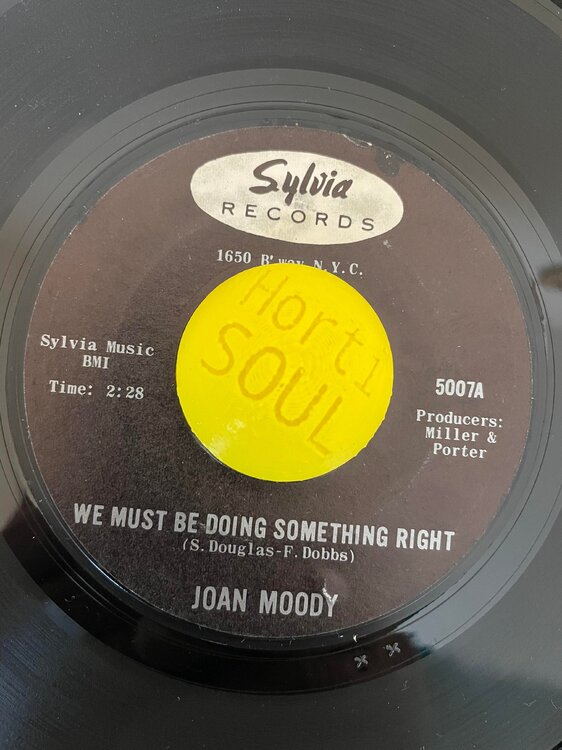 Sylvia
RECORDS
1650 B'way N.Y.C.
Horti
SOUL
Sylvia Music
BMI
Time: 2:28
5007A
Producers:
Miller &
Porter
WE MUST BE DOING SOMETHING RIGHT
(S. Douglas-F. Dobbs)
JOAN MOODY
x x